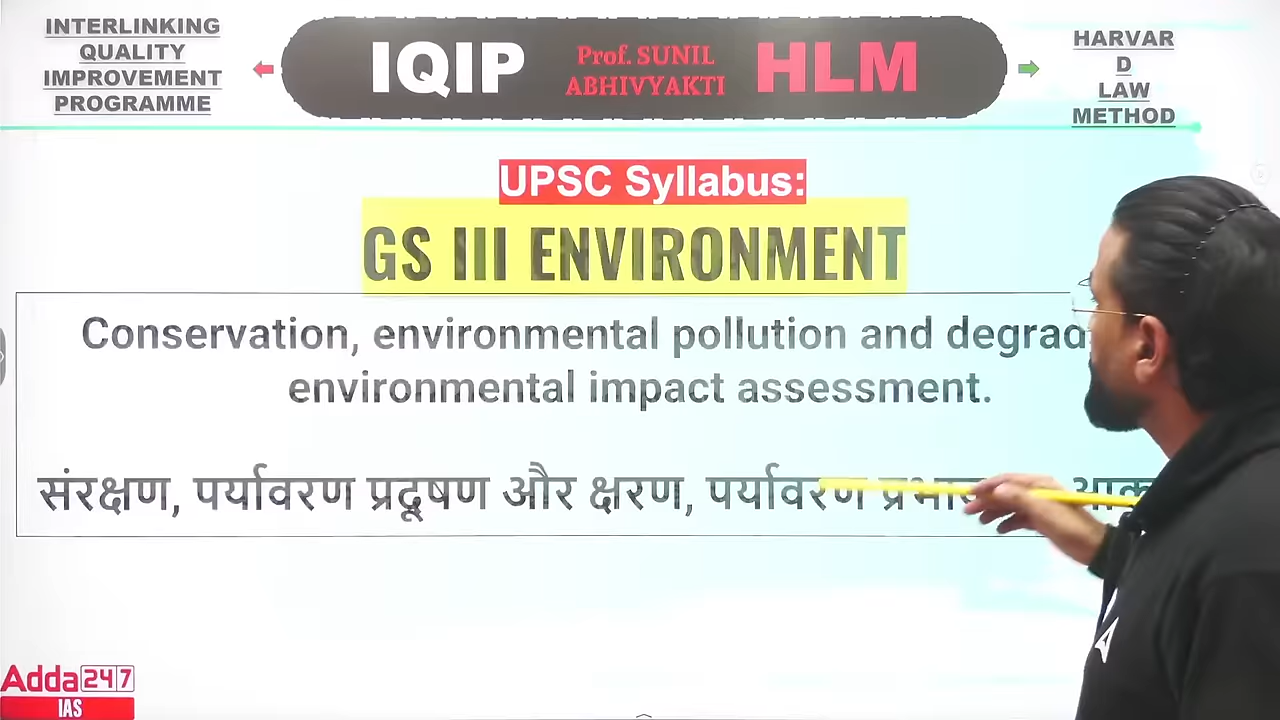 INTERLINKING
QUALITY
IMPROVEMENT
PROGRAMME
IQIP
Prof. SUNIL
ABHIVYAKTI
HLM
HARVAR
D
LAW
METHOD
UPSC Syllabus:
GS III ENVIRONMENT
Conservation, environmental pollution and
environmental impact assessment.
संरक्षण, पर्यावरण प्रदूषण और क्षरण, पर्यावरण
Adda247
IAS